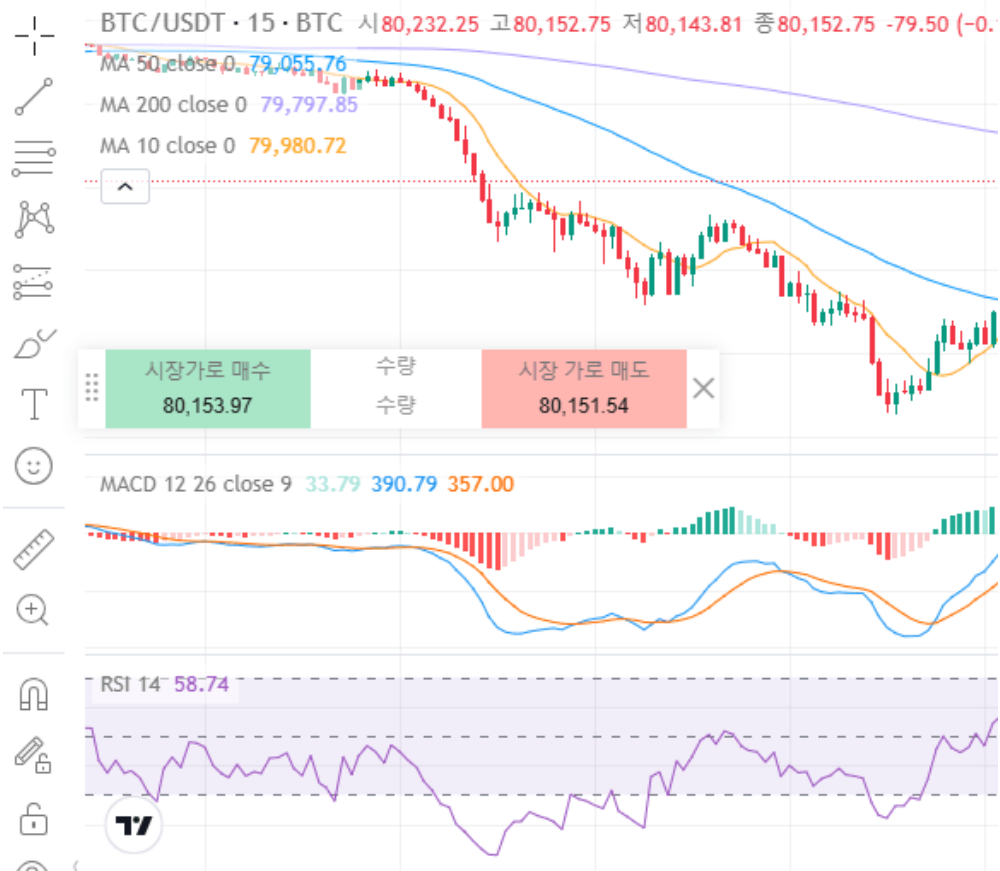 BTC/USDT · 15 · BTC 시80,232.25 고80,152.75 저80,143.81 종80,152.75 -79.50 (−0.
MA 50 close 0 79,055.76
MA 200 close 0 79,797.85
MA 10 close 0 79,980.72
시장가로 매수 수량 시장 가로 매도
80,153.97 수량 80,151.54
MACD 12 26 close 9 33.79 390.79 357.00
RSI 14 58.74